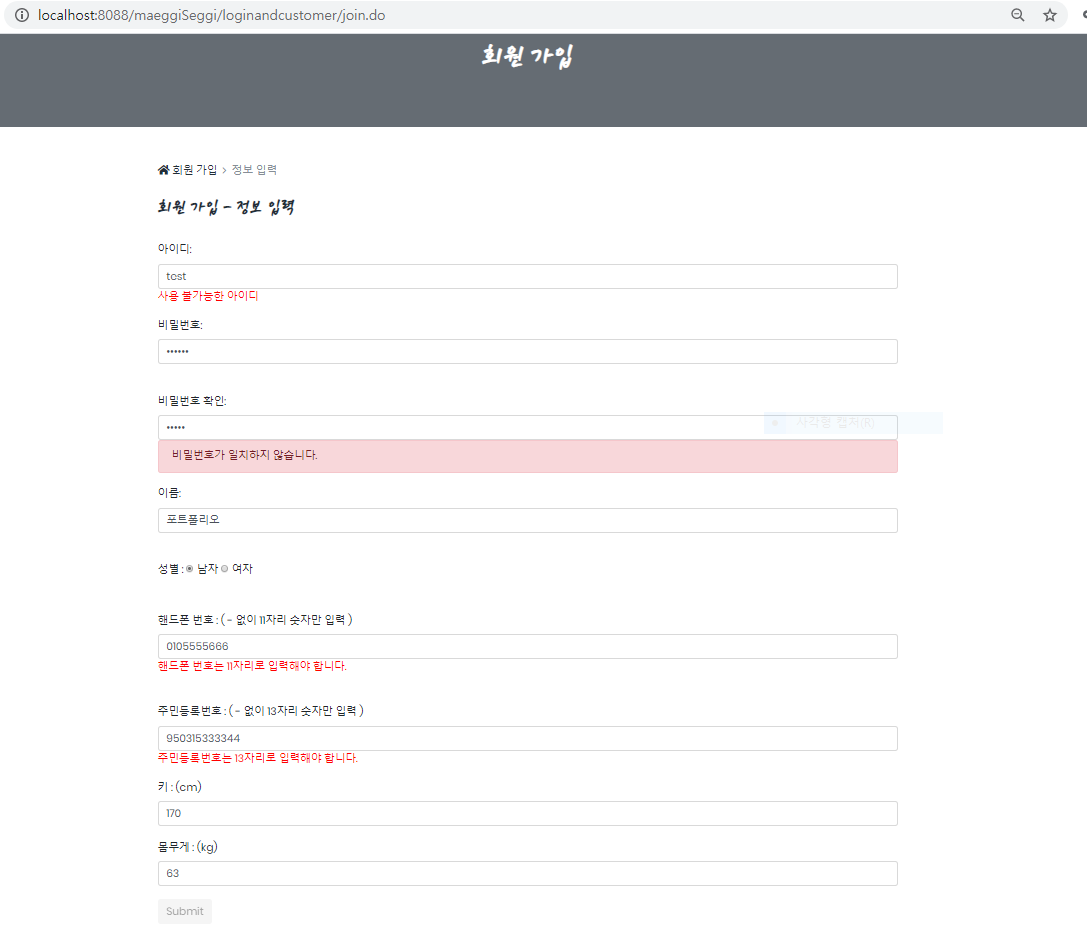 localhost:8088/maeggiSeggi/loginandcustomer/join.do
회원 가입
회원 가입 > 정보 입력
회원 가입 - 정보 입력
아이디:
test
사용 불가능한 아이디
비밀번호:
••••••
비밀번호 확인:
•••••
사각형 캡처(R)
비밀번호가 일치하지 않습니다.
이름:
포트폴리오
성별 : 남자 여자
핸드폰 번호 : ( - 없이 11자리 숫자만 입력 )
0105555666
핸드폰 번호는 11자리로 입력해야 합니다.
주민등록번호 : ( - 없이 13자리 숫자만 입력 )
950315333344
주민등록번호는 13자리로 입력해야 합니다.
키 : (cm)
170
몸무게 : (kg)
63
Submit